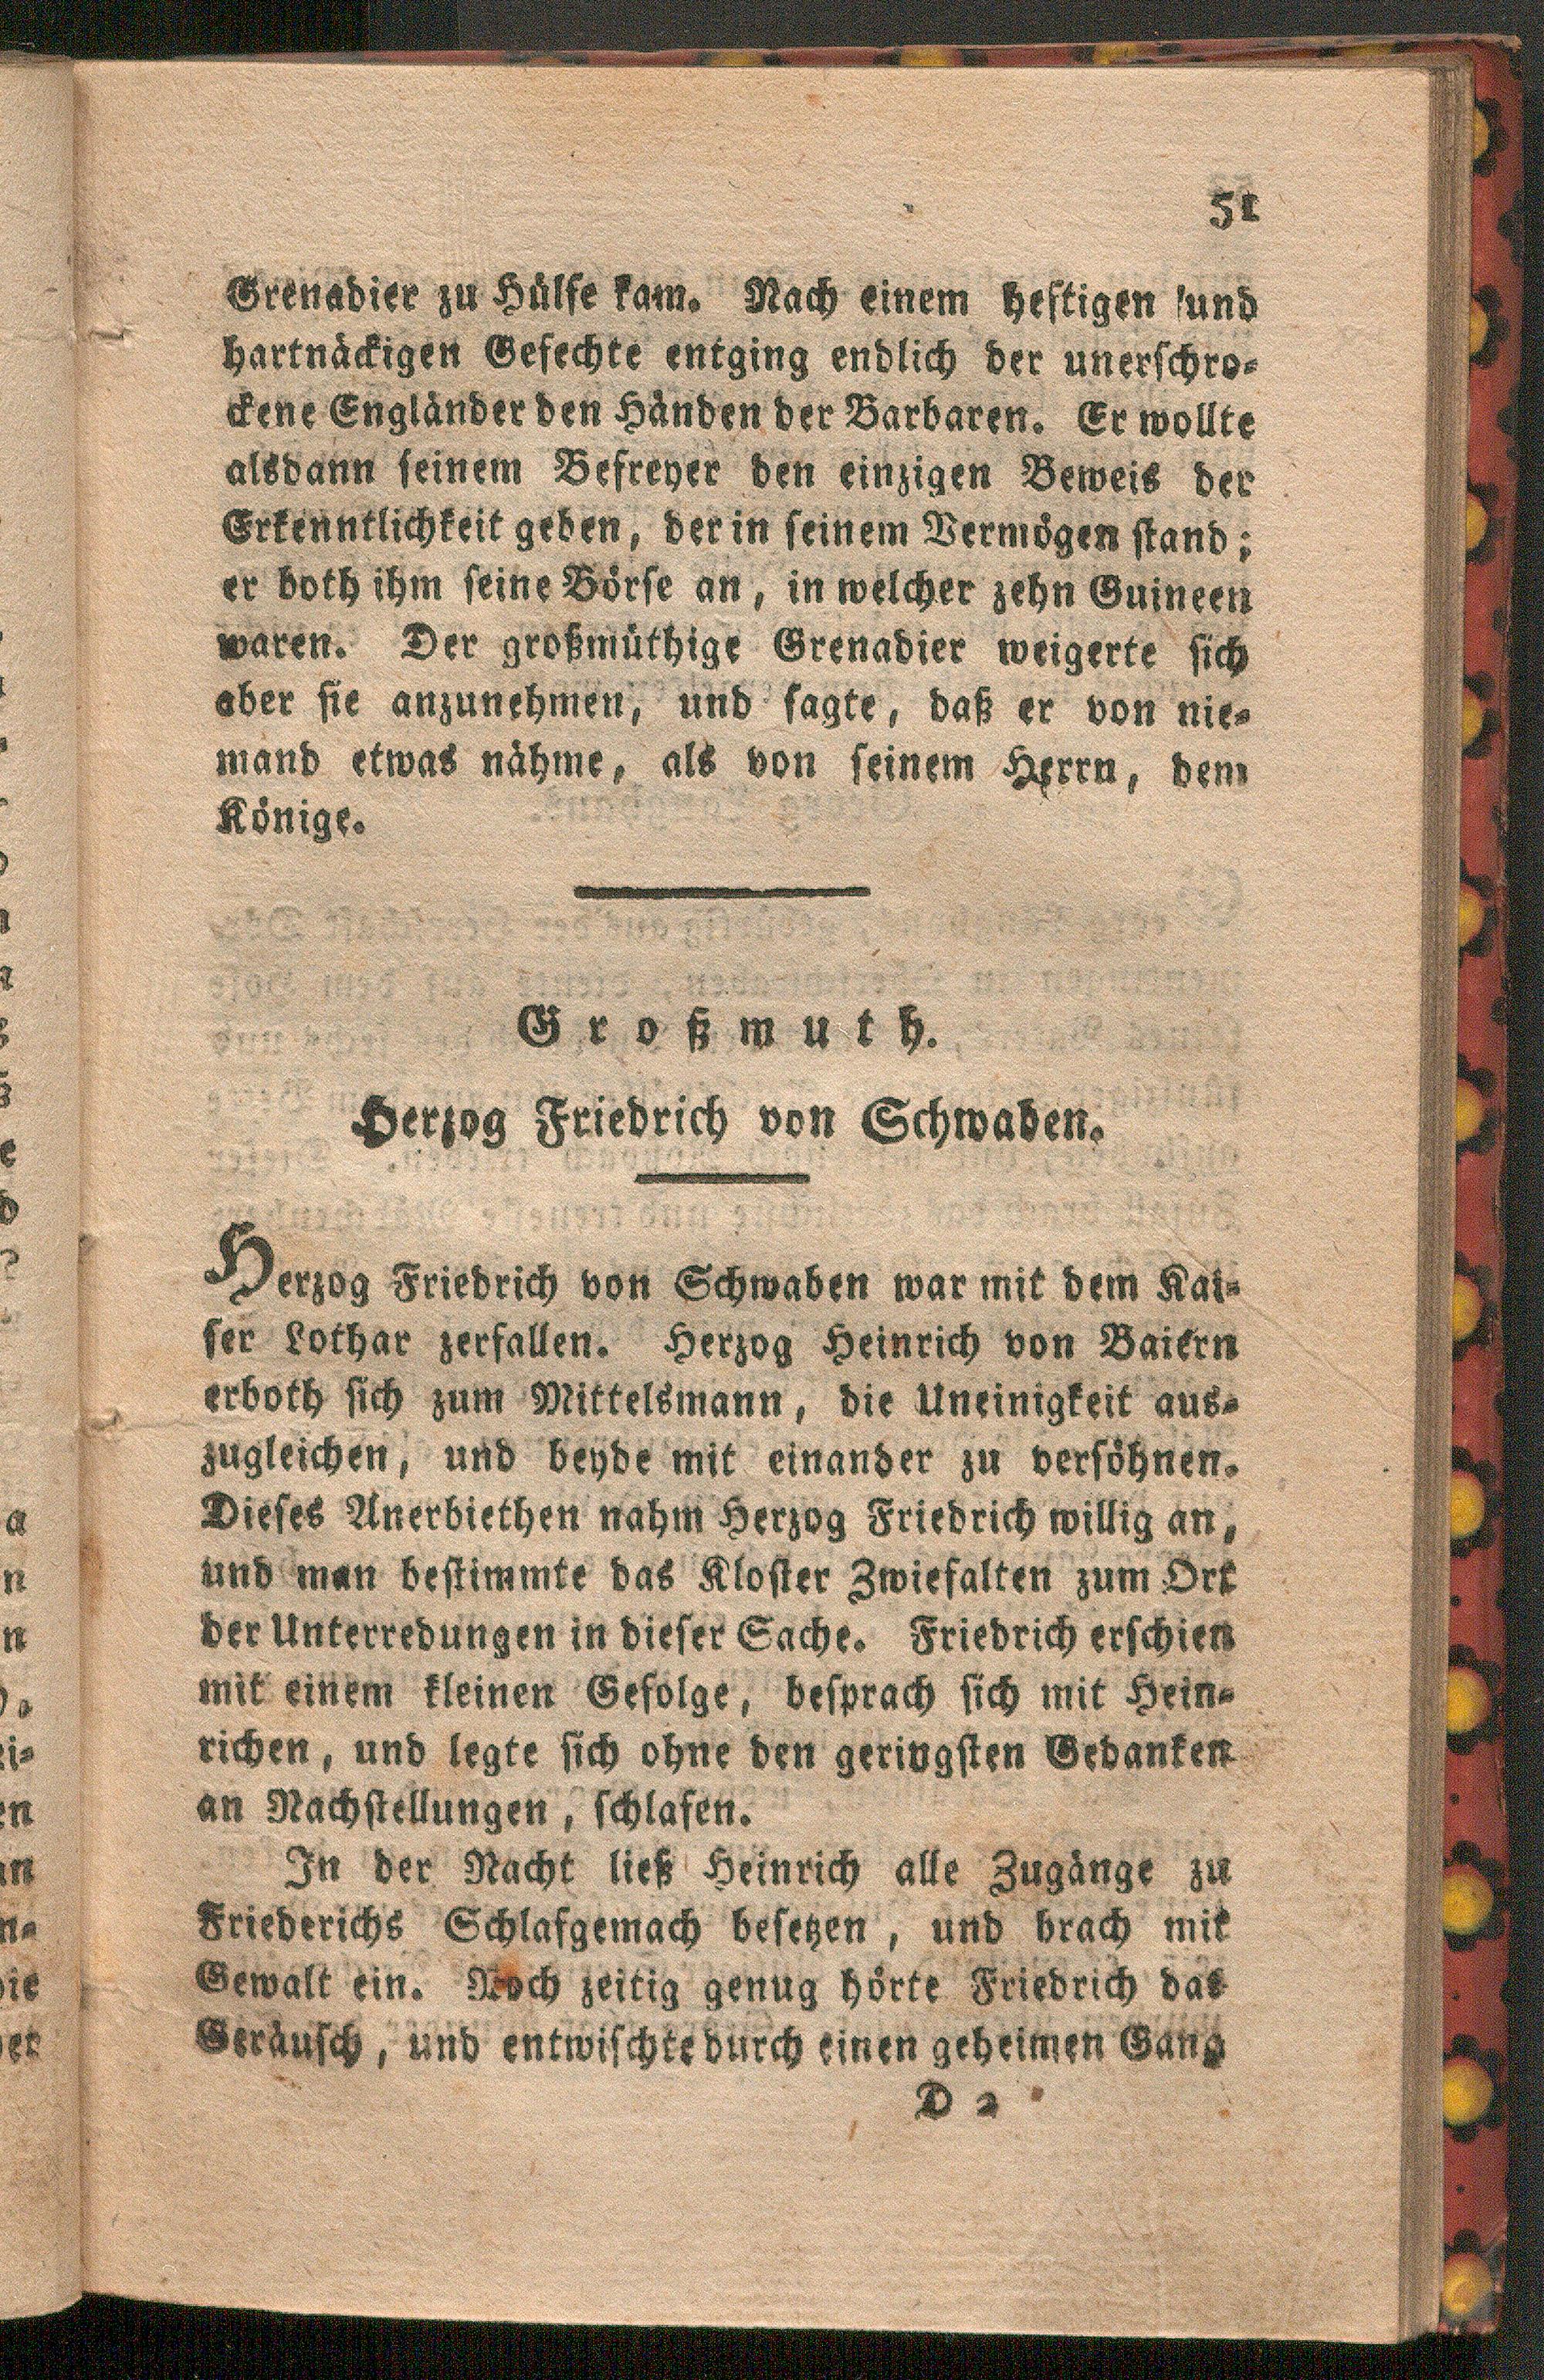 51
Grenadier zu Hülfe kam. Nach einem heftigen und
hartnäckigen Gefechte entging endlich der unerschro-
ckene Engländer den Händen der Barbaren. Er wollte
alsdann seinem Befreyer den einzigen Beweis der
Erkenntlichkeit geben, der in seinem Vermögen stand;
er both ihm seine Börse an, in welcher zehn Guineen
waren. Der großmüthige Grenadier weigerte sich
aber sie anzunehmen, und sagte, daß er von nie-
mand etwas nähme, als von seinem Herrn, dem
Könige.
Großmuth.
Herzog Friedrich von Schwaben.
Herzog Friedrich von Schwaben war mit dem Kai-
ser Lothar zerfallen. Herzog Heinrich von Baiern
erboth sich zum Mittelsmann, die Uneinigkeit aus-
zugleichen, und beyde mit einander zu versöhnen.
Dieses Anerbiethen nahm Herzog Friedrich willig an,
und man bestimmte das Kloster Zwiefalten zum Ort
der Unterredungen in dieser Sache. Friedrich erschien
mit einem kleinen Gefolge, besprach sich mit Hein-
richen, und legte sich ohne den geringsten Gedanken
an Nachstellungen, schlafen.
In der Nacht ließ Heinrich alle Zugänge zu
Friederichs Schlafgemach besetzen, und brach mit
Gewalt ein. Noch zeitig genug hörte Friedrich das
Geräusch, und entwischte durch einen geheimen Gang
D 2